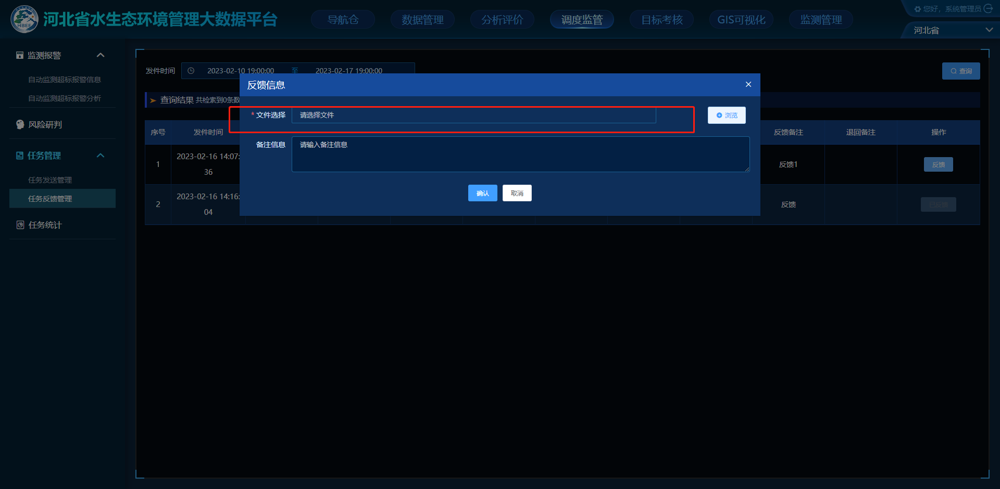 河北省水生态环境管理大数据平台
HBEE
导航仓
数据管理
分析评价
调度监管
目标考核
GIS可视化
监测管理
您好，系统管理员
河北省
监测报警
自动监测超标报警信息
自动监测超标报警分析
风险研判
任务管理
任务发送管理
任务反馈管理
任务统计
发件时间 2023-02-10 19:00:00 至 2023-02-17 19:00:00
查询
查询结果 共检索到0条数
反馈信息
* 文件选择 请选择文件 浏览
备注信息 请输入备注信息
确认 取消
序号 发件时间 反馈备注 退回备注 操作
1 2023-02-16 14:07:36 反馈1 反馈
2 2023-02-16 14:16:04 反馈 已反馈